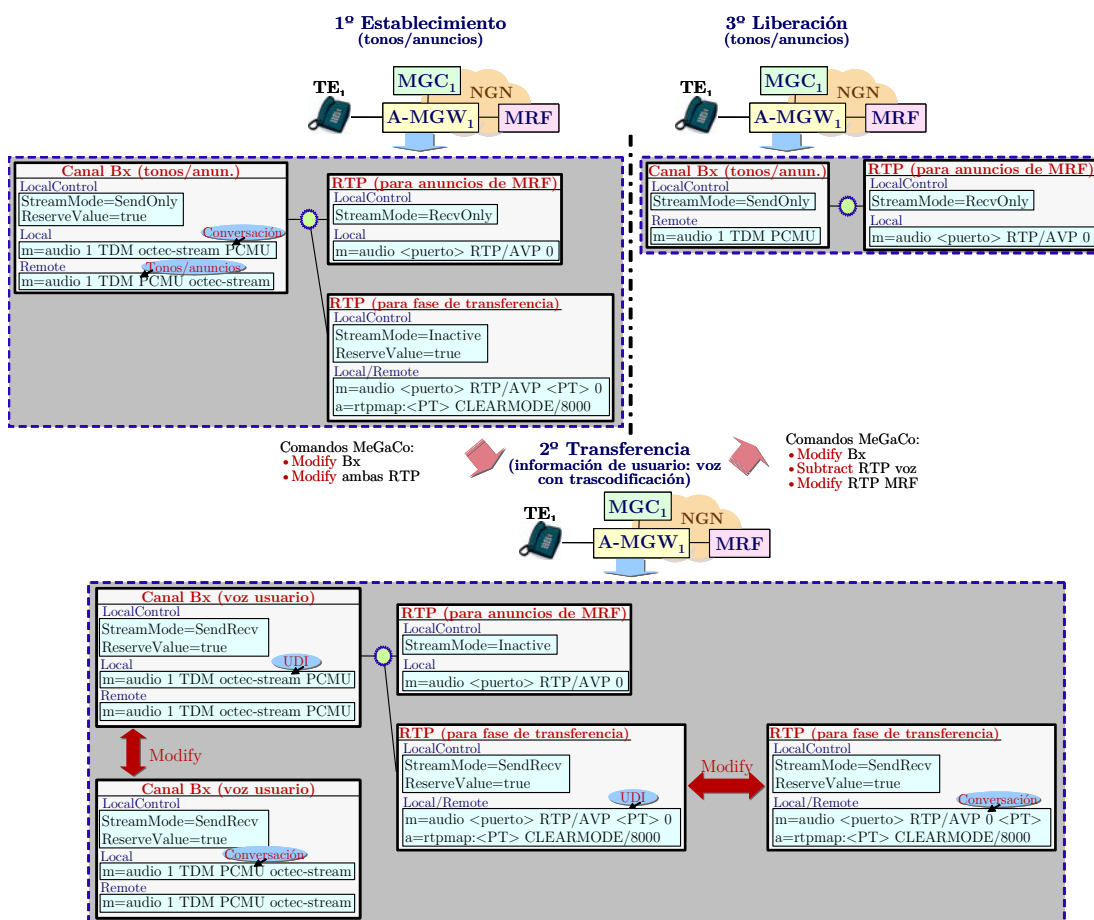 1º Establecimiento
(tonos/anuncios)
MGC1
NGN
TE1
A-MGW1
MRF
3º Liberación
(tonos/anuncios)
MGC1
NGN
TE1
A-MGW1
MRF
Canal Bx (tonos/anun.)
LocalControl
StreamMode=SendOnly
ReserveValue=true
Local
Conversación
m=audio 1 TDM octec-stream PCMU
Remote
Tonos/anuncios
m=audio 1 TDM PCMU octec-stream
RTP (para anuncios de MRF)
LocalControl
StreamMode=RecvOnly
Local
m=audio <puerto> RTP/AVP 0
RTP (para fase de transferencia)
LocalControl
StreamMode=Inactive
ReserveValue=true
Local/Remote
m=audio <puerto> RTP/AVP <PT> 0
a=rtpmap:<PT> CLEARMODE/8000
Canal Bx (tonos/anun.)
LocalControl
StreamMode=SendOnly
Remote
m=audio 1 TDM PCMU
RTP (para anuncios de MRF)
LocalControl
StreamMode=RecvOnly
Local
m=audio <puerto> RTP/AVP 0
Comandos MeGaCo:
• Modify Bx
• Modify ambas RTP
2º Transferencia
(información de usuario: voz
con trascodificación)
Comandos MeGaCo:
• Modify Bx
• Subtract RTP voz
• Modify RTP MRF
MGC1
NGN
TE1
A-MGW1
MRF
Canal Bx (voz usuario)
LocalControl
StreamMode=SendRecv
ReserveValue=true
Local
UDI
m=audio 1 TDM octec-stream PCMU
Remote
m=audio 1 TDM octec-stream PCMU
Modify
Canal Bx (voz usuario)
LocalControl
StreamMode=SendRecv
ReserveValue=true
Local
Conversación
m=audio 1 TDM PCMU octec-stream
Remote
m=audio 1 TDM PCMU octec-stream
RTP (para anuncios de MRF)
LocalControl
StreamMode=Inactive
Local
m=audio <puerto> RTP/AVP 0
RTP (para fase de transferencia)
LocalControl
StreamMode=SendRecv
ReserveValue=true
Local/Remote
UDI
m=audio <puerto> RTP/AVP <PT> 0
a=rtpmap:<PT> CLEARMODE/8000
Modify
RTP (para fase de transferencia)
LocalControl
StreamMode=SendRecv
ReserveValue=true
Local/Remote
Conversación
m=audio <puerto> RTP/AVP 0 <PT>
a=rtpmap:<PT> CLEARMODE/8000